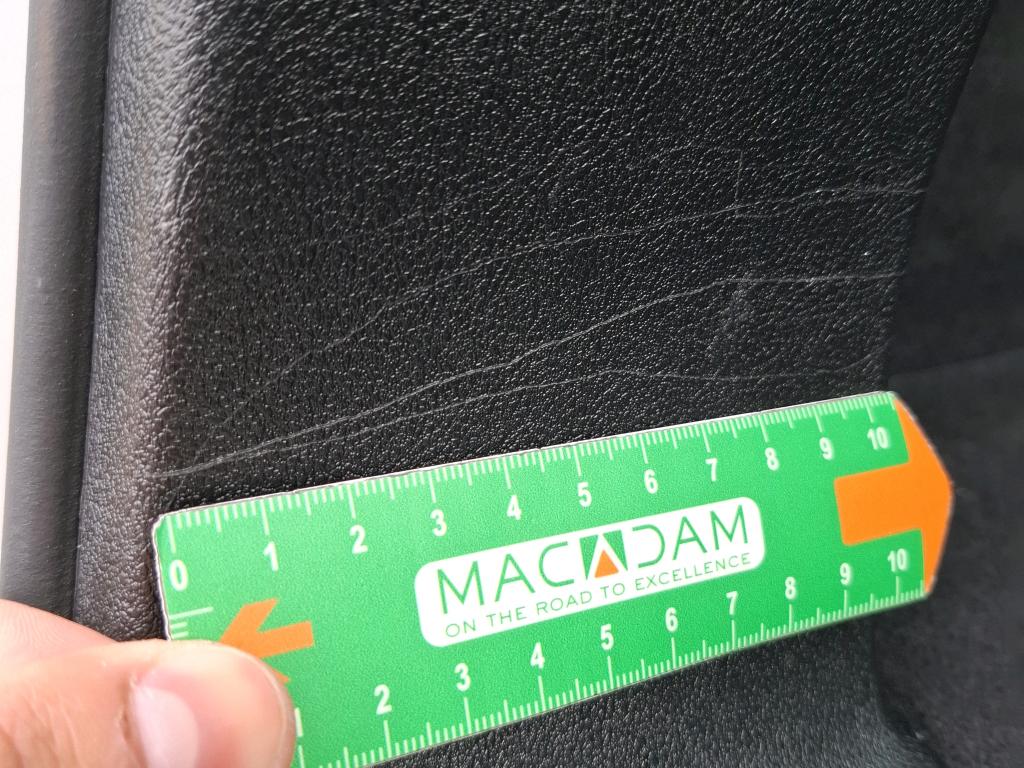 0 1 2 3 4 5 6 7 8 9 10
MACADAM
ON THE ROAD TO EXCELLENCE
1 2 3 4 5 6 7 8 9 10